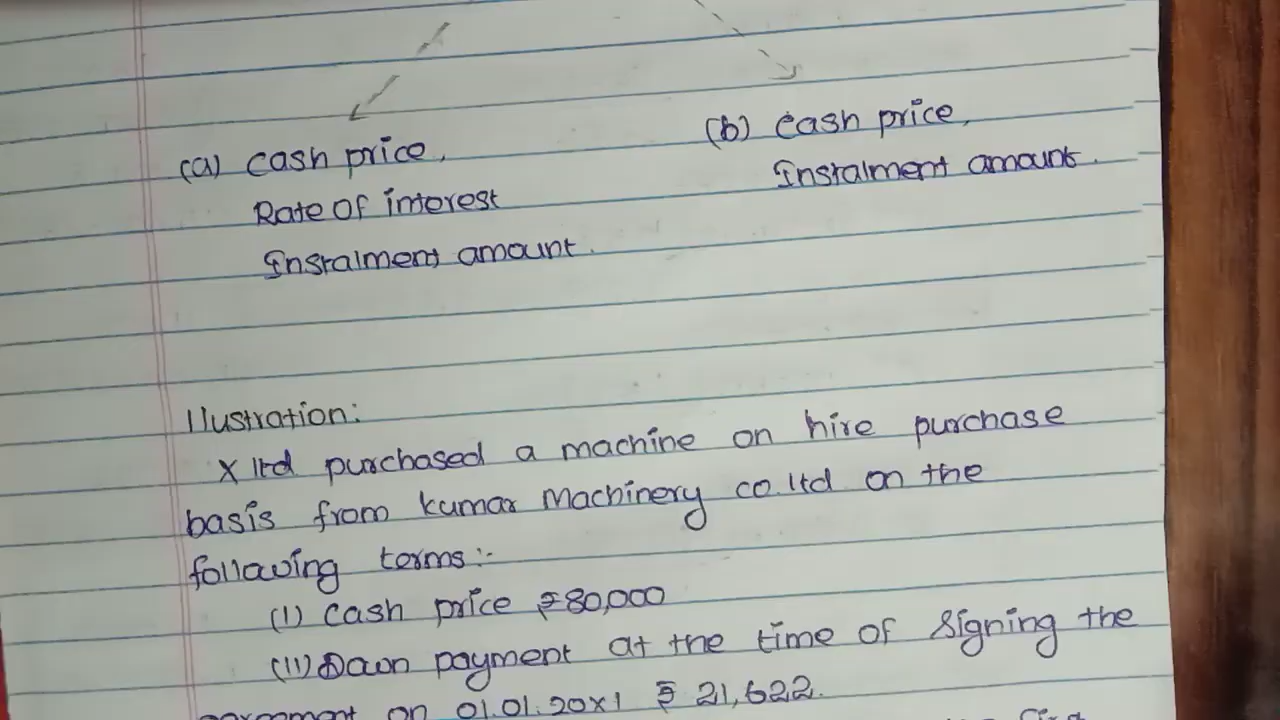 (a) cash price,
Rate of interest
Instalment amount.
(b) cash price,
Instalment amount.
Ilustration:
X ltd purchased a machine on hire purchase
basis from kumar Machinery co.ltd on the
following terms:-
(i) cash price ₹80,000
(ii) Down payment at the time of signing the
agreement on 01.01.20x1 ₹ 21,622.